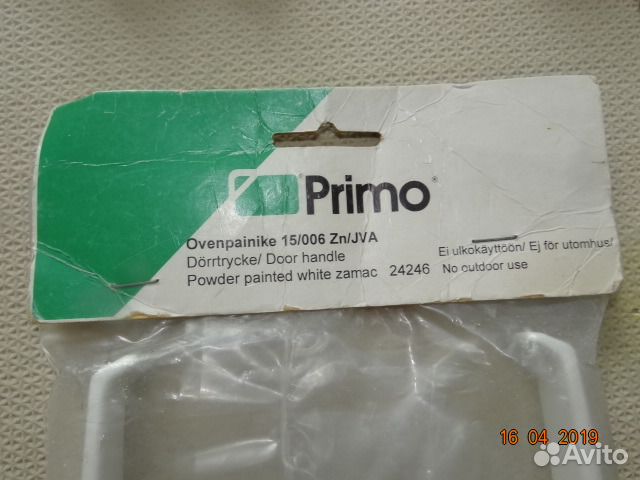 Primo®
Ovenpainike 15/006 Zn/JVA
Dörrtrycke/ Door handle
Powder painted white zamac 24246
Ei ulkokäyttöön/ Ej för utomhus/
No outdoor use
16 04 2019
Avito